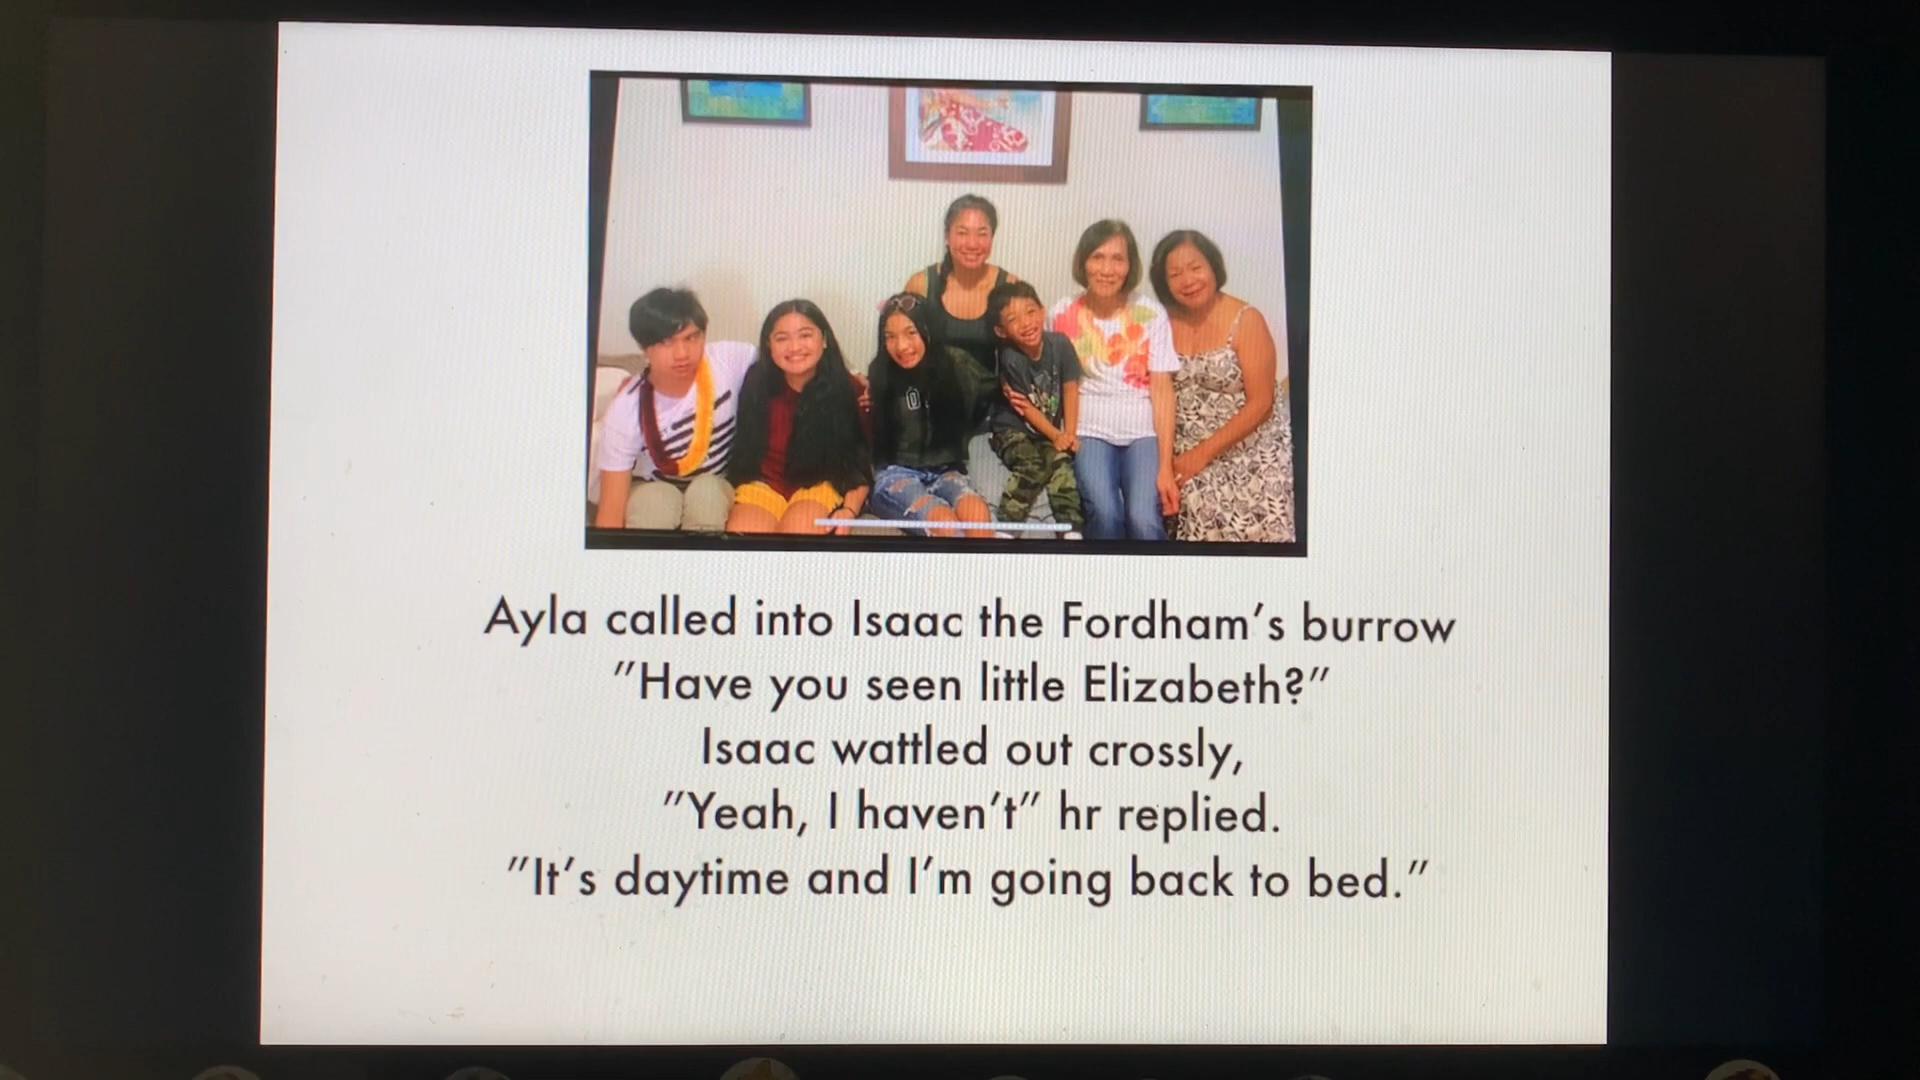 Ayla called into Isaac the Fordham’s burrow
"Have you seen little Elizabeth?"
Isaac wattled out crossly,
"Yeah, I haven’t" hr replied.
"It’s daytime and I’m going back to bed."